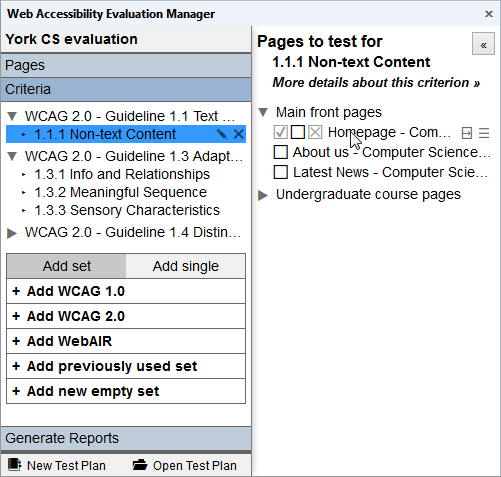 Web Accessibility Evaluation Manager
York CS evaluation
Pages
Criteria
WCAG 2.0 - Guideline 1.1 Text ...
1.1.1 Non-text Content
WCAG 2.0 - Guideline 1.3 Adapt...
1.3.1 Info and Relationships
1.3.2 Meaningful Sequence
1.3.3 Sensory Characteristics
WCAG 2.0 - Guideline 1.4 Distin...
Add set Add single
+ Add WCAG 1.0
+ Add WCAG 2.0
+ Add WebAIR
+ Add previously used set
+ Add new empty set
Generate Reports
New Test Plan Open Test Plan
Pages to test for
«
1.1.1 Non-text Content
More details about this criterion »
Main front pages
Homepage - Com...
About us - Computer Science...
Latest News - Computer Scie...
Undergraduate course pages